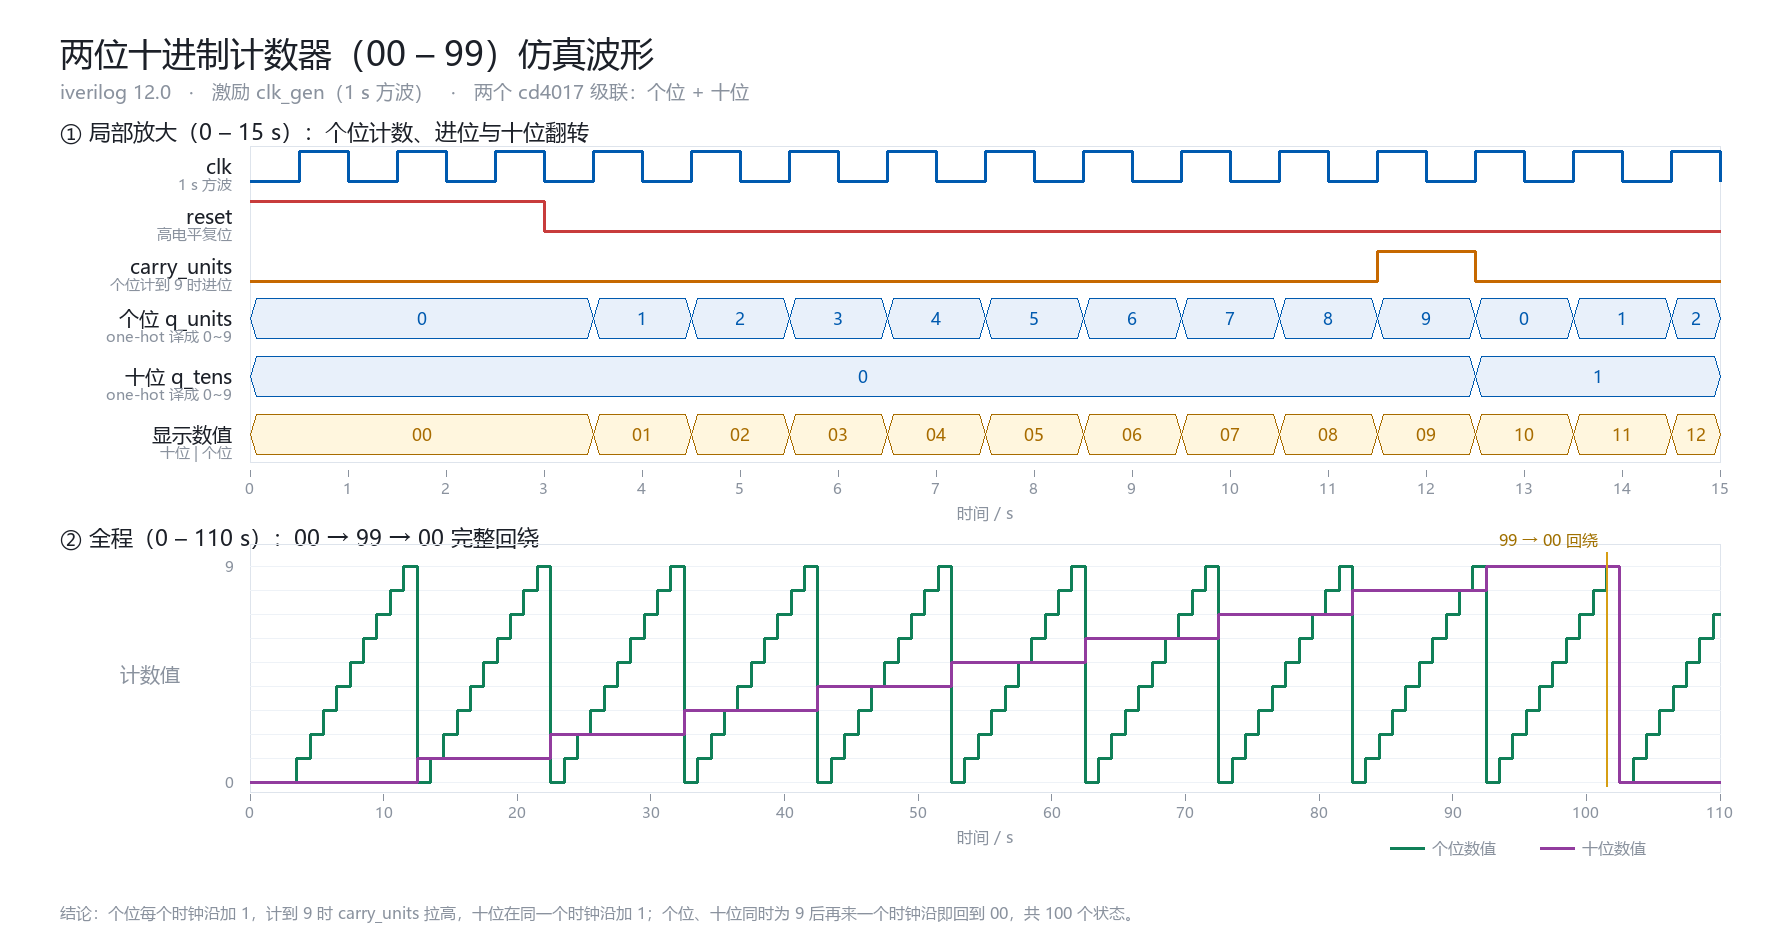 两位十进制计数器（00 – 99）仿真波形
iverilog 12.0 · 激励 clk_gen（1 s 方波） · 两个 cd4017 级联：个位 + 十位
① 局部放大（0 – 15 s）：个位计数、进位与十位翻转
clk
1 s 方波
reset
高电平复位
carry_units
个位计到 9 时进位
个位 q_units
one-hot 译成 0~9
0 1 2 3 4 5 6 7 8 9 0 1 2
十位 q_tens
one-hot 译成 0~9
0 1
显示数值
十位 | 个位
00 01 02 03 04 05 06 07 08 09 10 11 12
0 1 2 3 4 5 6 7 8 9 10 11 12 13 14 15
时间 / s
② 全程（0 – 110 s）：00 → 99 → 00 完整回绕
99 → 00 回绕
9
计数值
0
0 10 20 30 40 50 60 70 80 90 100 110
时间 / s
个位数值 十位数值
结论：个位每个时钟沿加 1，计到 9 时 carry_units 拉高，十位在同一个时钟沿加 1；个位、十位同时为 9 后再来一个时钟沿即回到 00，共 100 个状态。